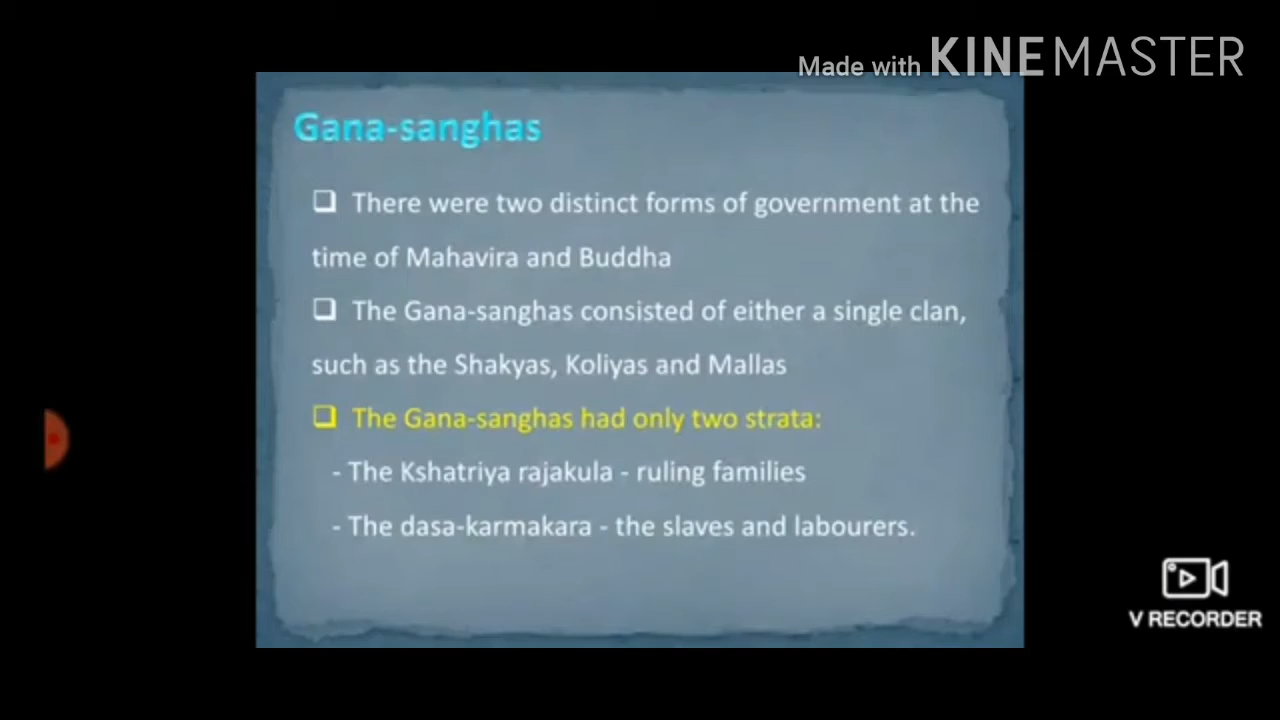 Made with KINEMASTER
Gana-sanghas
❑ There were two distinct forms of government at the
time of Mahavira and Buddha
❑ The Gana-sanghas consisted of either a single clan,
such as the Shakyas, Koliyas and Mallas
❑ The Gana-sanghas had only two strata:
- The Kshatriya rajakula - ruling families
- The dasa-karmakara - the slaves and labourers.
V RECORDER